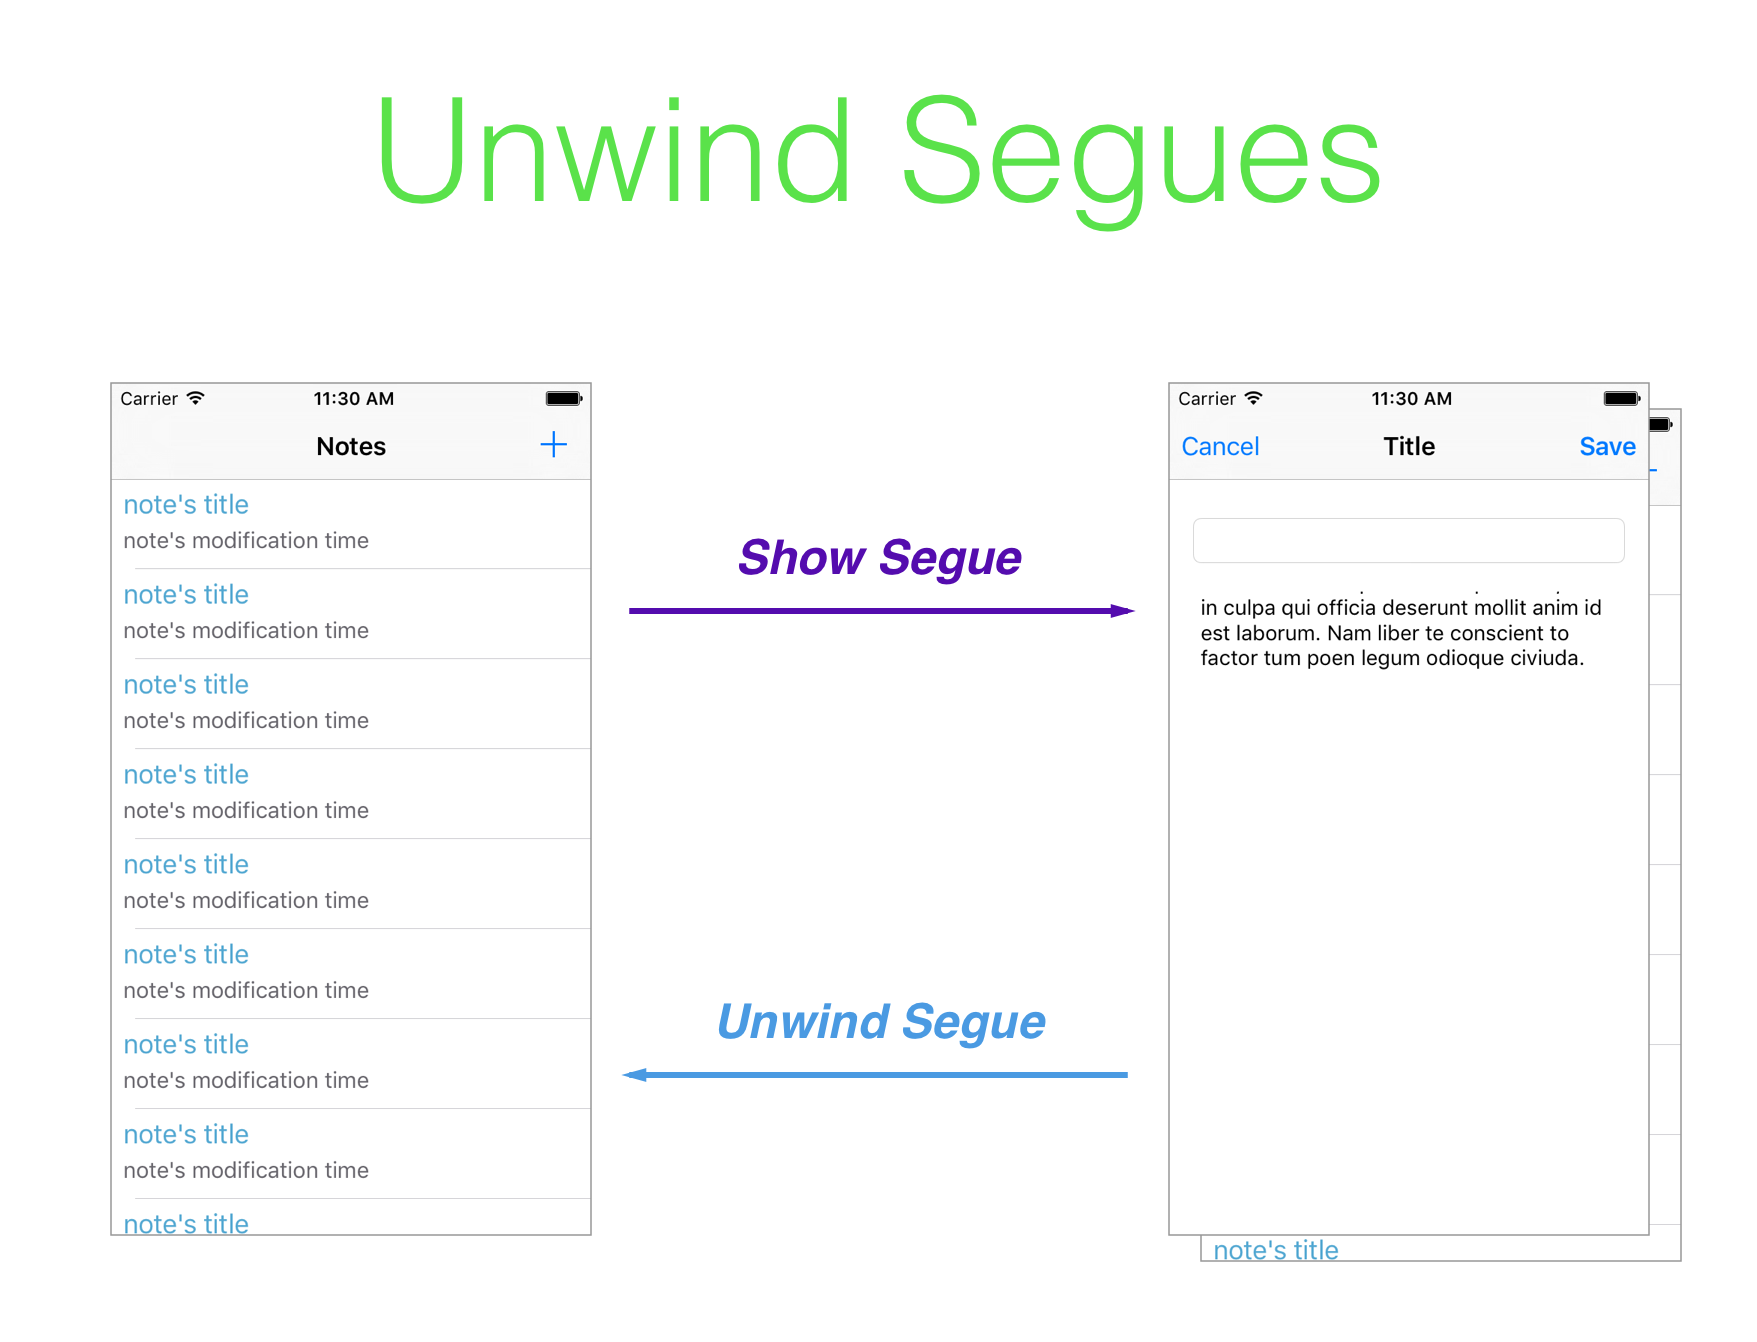 Unwind Segues
Carrier 11:30 AM
Notes +
note's title
note's modification time
note's title
note's modification time
note's title
note's modification time
note's title
note's modification time
note's title
note's modification time
note's title
note's modification time
note's title
note's modification time
note's title
note's modification time
note's title
Show Segue
Unwind Segue
Carrier 11:30 AM
Cancel Title Save
in culpa qui officia deserunt mollit anim id
est laborum. Nam liber te conscient to
factor tum poen legum odioque civiuda.
note's title